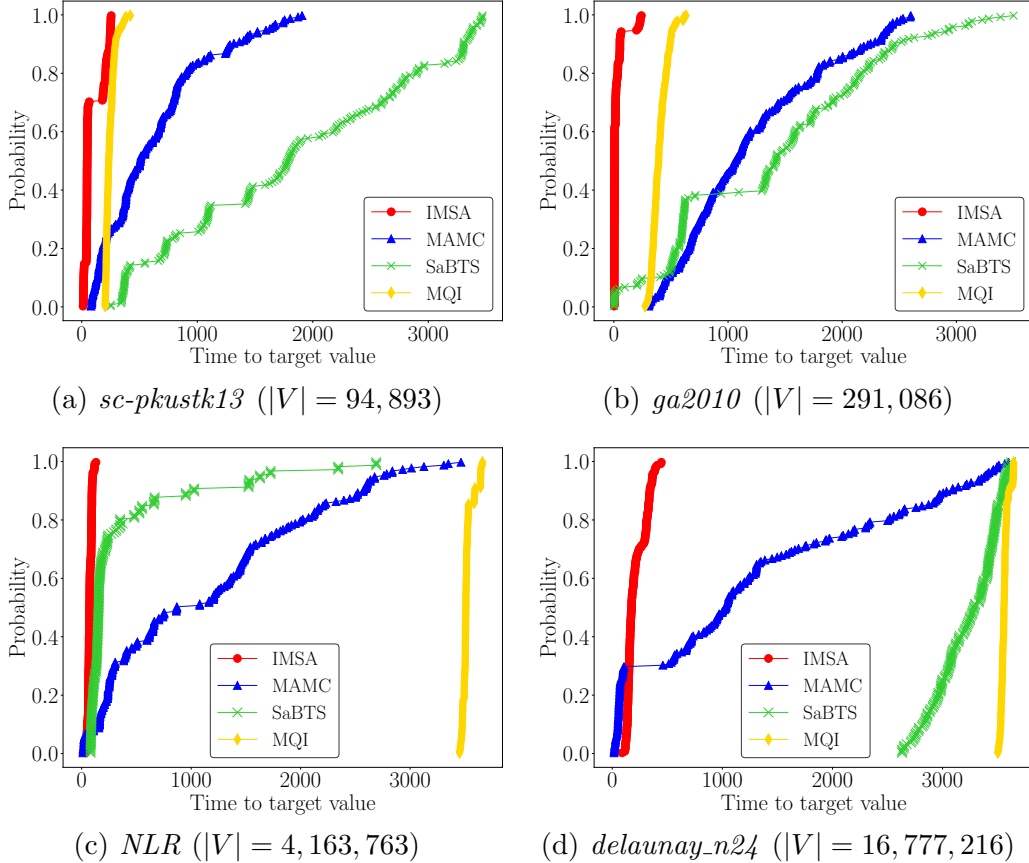 1.0
0.8
0.6
0.4
0.2
0.0
Probability
IMSA
MAMC
SaBTS
MQI
0 1000 2000 3000
Time to target value
(a) sc-pkustk13 (|V| = 94, 893)
1.0
0.8
0.6
0.4
0.2
0.0
Probability
IMSA
MAMC
SaBTS
MQI
0 1000 2000 3000
Time to target value
(b) ga2010 (|V| = 291, 086)
1.0
0.8
0.6
0.4
0.2
0.0
Probability
IMSA
MAMC
SaBTS
MQI
0 1000 2000 3000
Time to target value
(c) NLR (|V| = 4, 163, 763)
1.0
0.8
0.6
0.4
0.2
0.0
Probability
IMSA
MAMC
SaBTS
MQI
0 1000 2000 3000
Time to target value
(d) delaunay_n24 (|V| = 16, 777, 216)